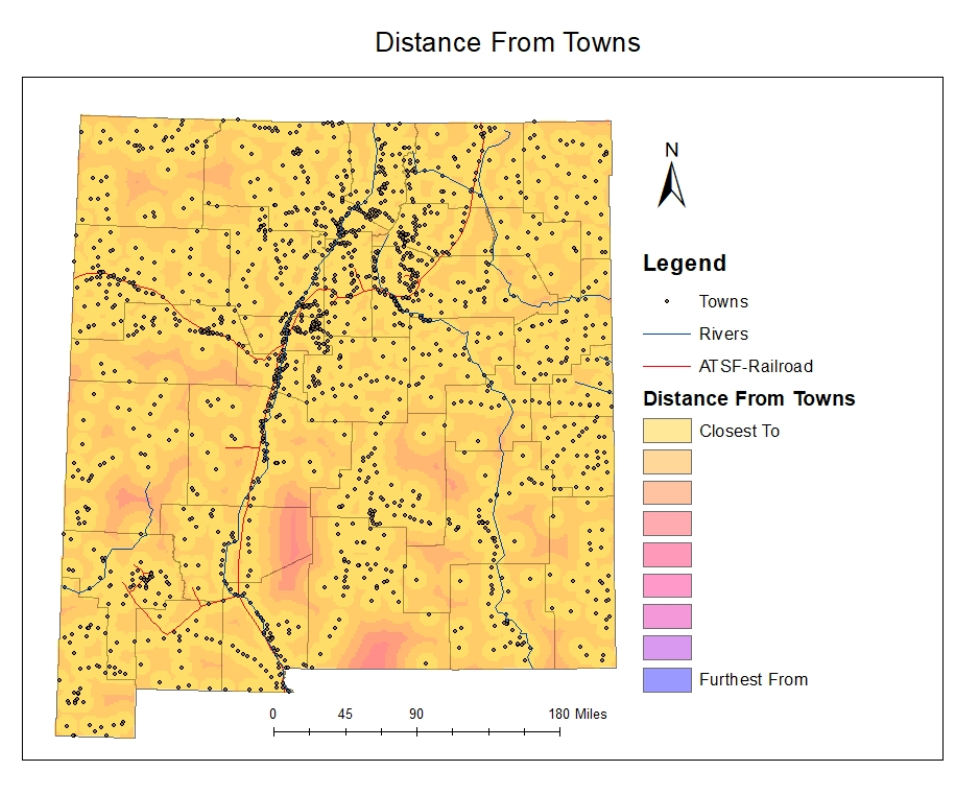 Distance From Towns
N
Legend
Towns
Rivers
ATSF-Railroad
Distance From Towns
Closest To
Furthest From
0 45 90 180 Miles